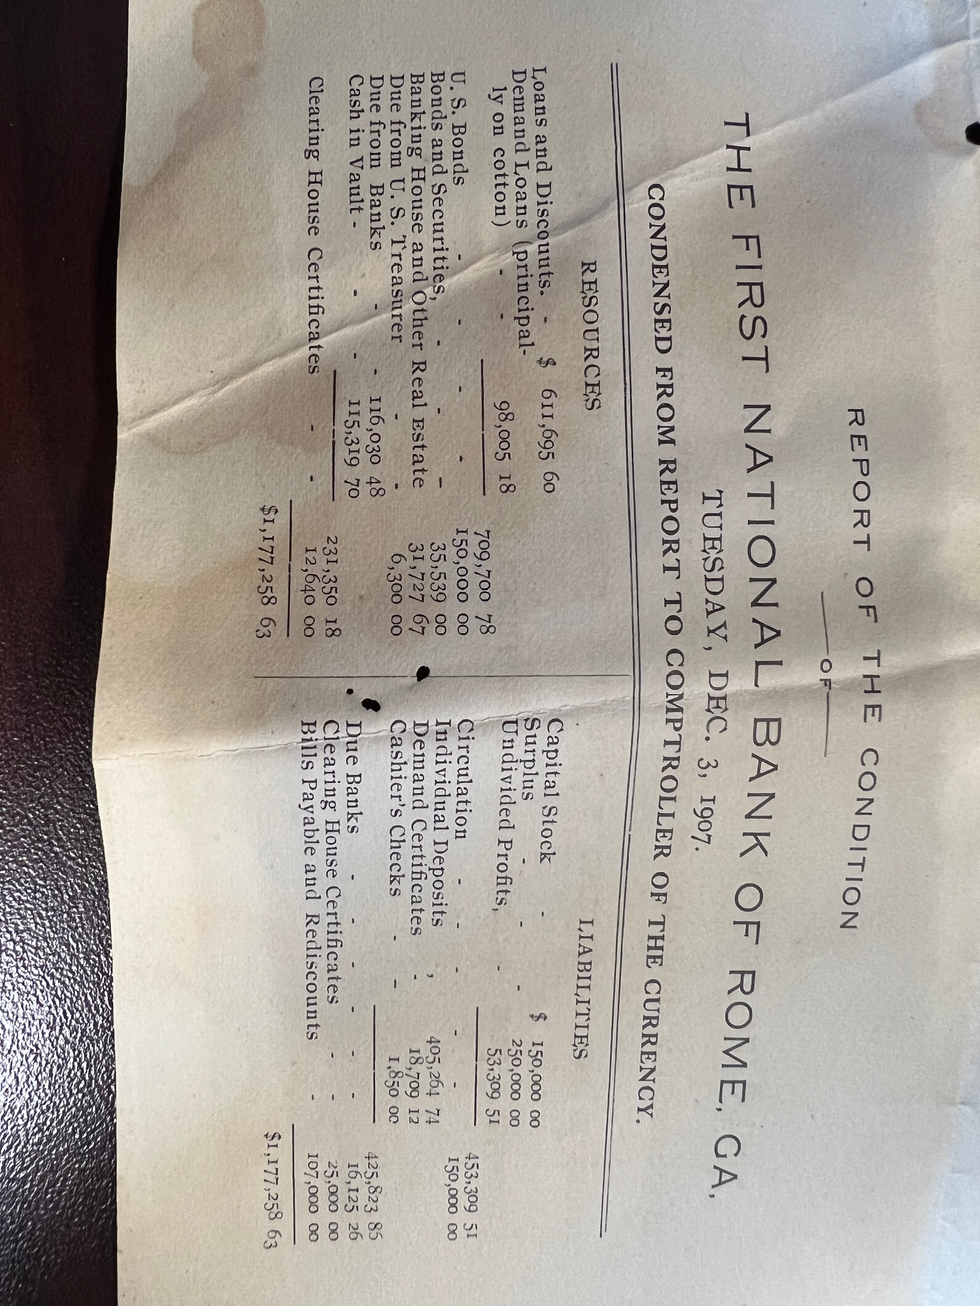 REPORT OF THE CONDITION
OF
THE FIRST NATIONAL BANK OF ROME, GA,
TUESDAY, DEC. 3, 1907.
CONDENSED FROM REPORT TO COMPTROLLER OF THE CURRENCY.
RESOURCES
Loans and Discouuts. - $ 611,695 60
Demand Loans (principal-
ly on cotton) - - 98,005 18
709,700 78
U. S. Bonds - - - - 150,000 00
Bonds and Securities, - - - 35,539 00
Banking House and Other Real Estate 31,727 67
Due from U. S. Treasurer - - 6,300 00
Due from Banks - - 116,030 48
Cash in Vault - - - 115,319 70
231,350 18
Clearing House Certificates - - 12,640 00
$1,177,258 63
LIABILITIES
Capital Stock - $ 150,000 00
Surplus - - - 250,000 00
Undivided Profits, - 53,309 51
453,309 51
Circulation - - - - 150,000 00
Individual Deposits , 405,264 74
Demand Certificates - 18,709 12
Cashier's Checks - - 1,850 00
425,823 86
Due Banks - - - - - 16,125 26
Clearing House Certificates - - 25,000 00
Bills Payable and Rediscounts - 107,000 00
$1,177,258 63